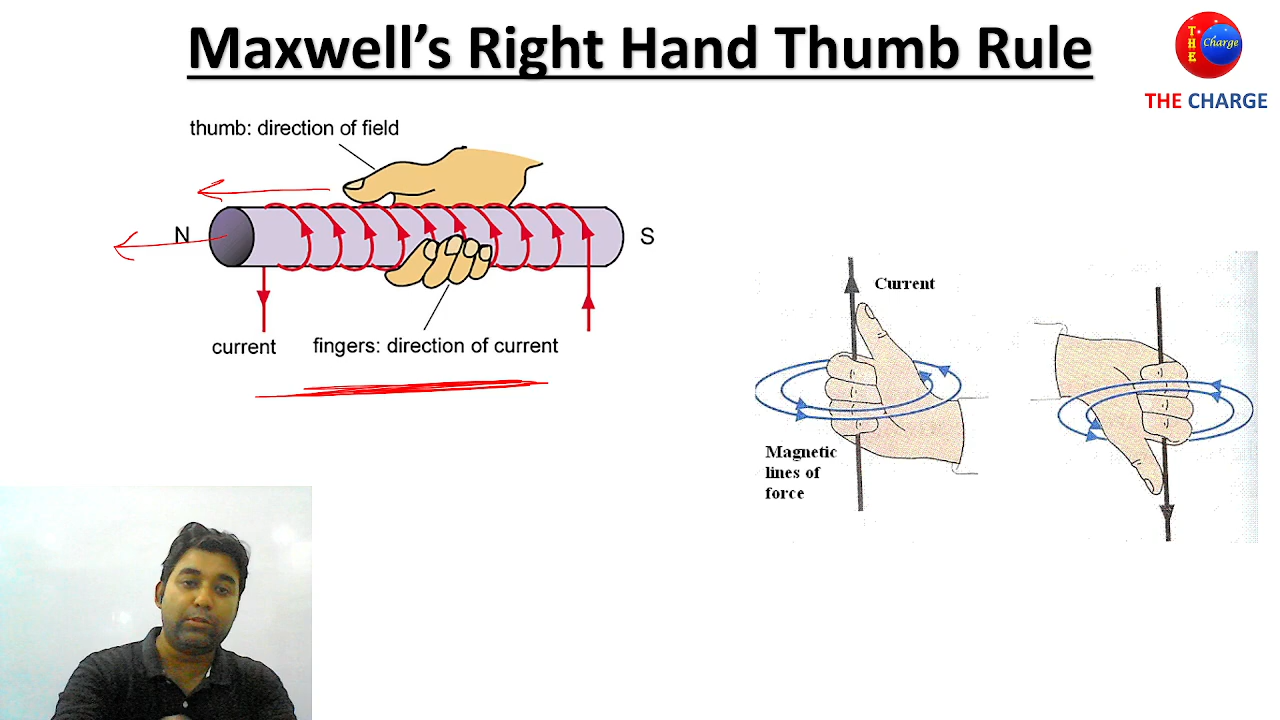 Maxwell's Right Hand Thumb Rule
THE
Charge
THE CHARGE
thumb: direction of field
N
S
current
fingers: direction of current
Current
Magnetic
lines of
force